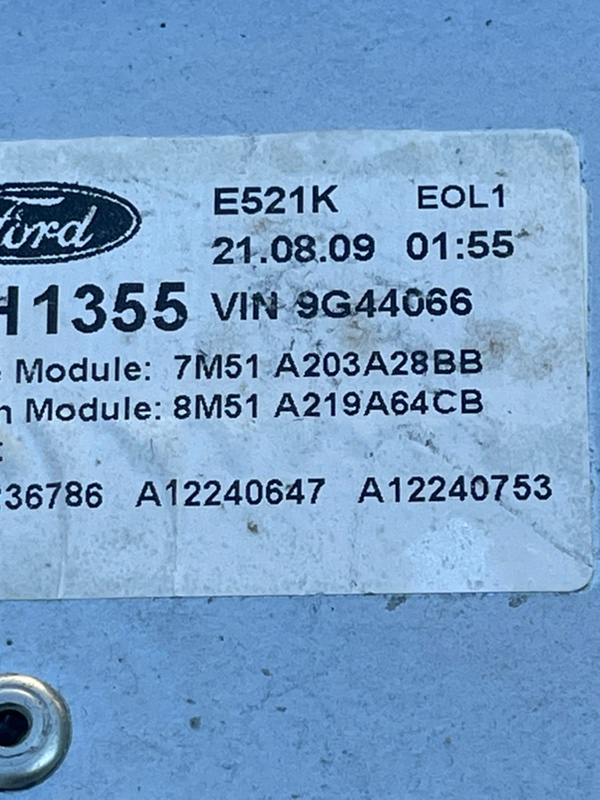 Ford
E521K EOL1
21.08.09 01:55
H1355 VIN 9G44066
Module: 7M51 A203A28BB
Module: 8M51 A219A64CB
36786 A12240647 A12240753